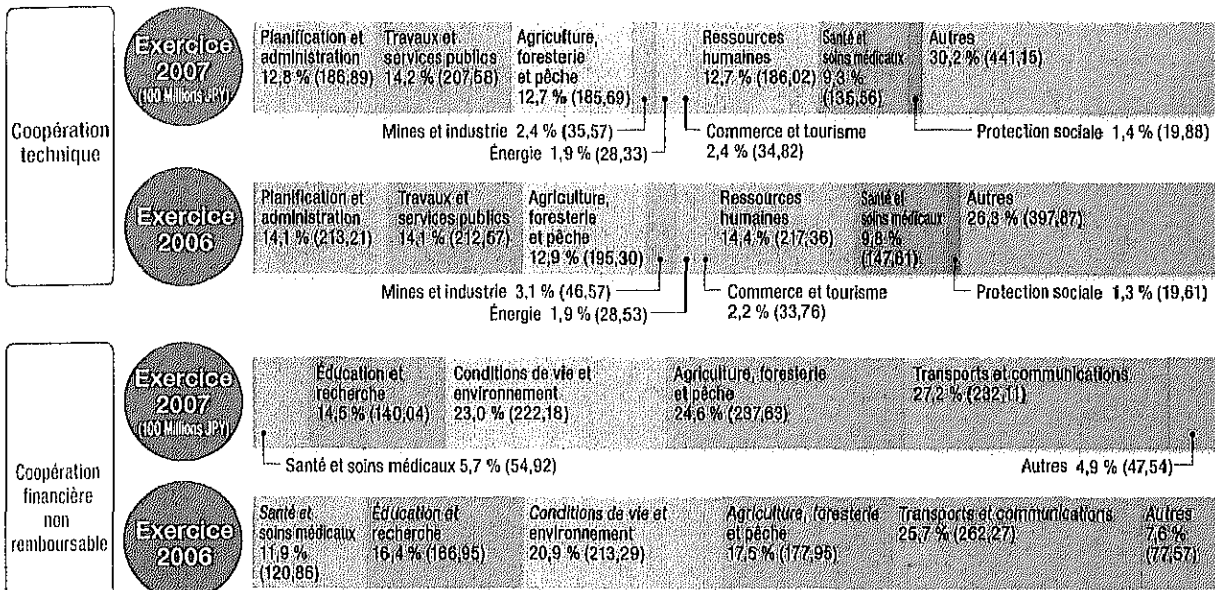 Coopération
technique
Exercice
2007
(100 Millions JPY)
Planification et
administration
12,8 % (186,89)
Travaux et
services publics
14,2 % (207,58)
Agriculture,
foresterie
et pêche
12,7 % (185,69)
Ressources
humaines
12,7 % (186,02)
Santé et
soins médicaux
9,3 %
(135,56)
Autres
30,2 % (441,15)
Mines et industrie 2,4 % (35,57)
Énergie 1,9 % (28,33)
Commerce et tourisme
2,4 % (34,82)
Protection sociale 1,4 % (19,88)
Exercice
2006
Planification et
administration
14,1 % (213,21)
Travaux et
services publics
14,1 % (212,57)
Agriculture,
foresterie
et pêche
12,9 % (195,30)
Ressources
humaines
14,4 % (217,36)
Santé et
soins médicaux
9,8 %
(147,61)
Autres
26,3 % (397,87)
Mines et industrie 3,1 % (46,57)
Énergie 1,9 % (28,53)
Commerce et tourisme
2,2 % (33,76)
Protection sociale 1,3 % (19,61)
Coopération
financière
non
remboursable
Exercice
2007
(100 Millions JPY)
Éducation et
recherche
14,5 % (140,04)
Conditions de vie et
environnement
23,0 % (222,18)
Agriculture, foresterie
et pêche
24,6 % (237,63)
Transports et communications
27,2 % (232,11)
Santé et soins médicaux 5,7 % (54,92)
Autres 4,9 % (47,54)
Exercice
2006
Santé et
soins médicaux
11,9 %
(120,86)
Éducation et
recherche
16,4 % (166,95)
Conditions de vie et
environnement
20,9 % (213,29)
Agriculture, foresterie
et pêche
17,5 % (177,95)
Transports et communications
25,7 % (262,27)
Autres
7,6 %
(77,57)